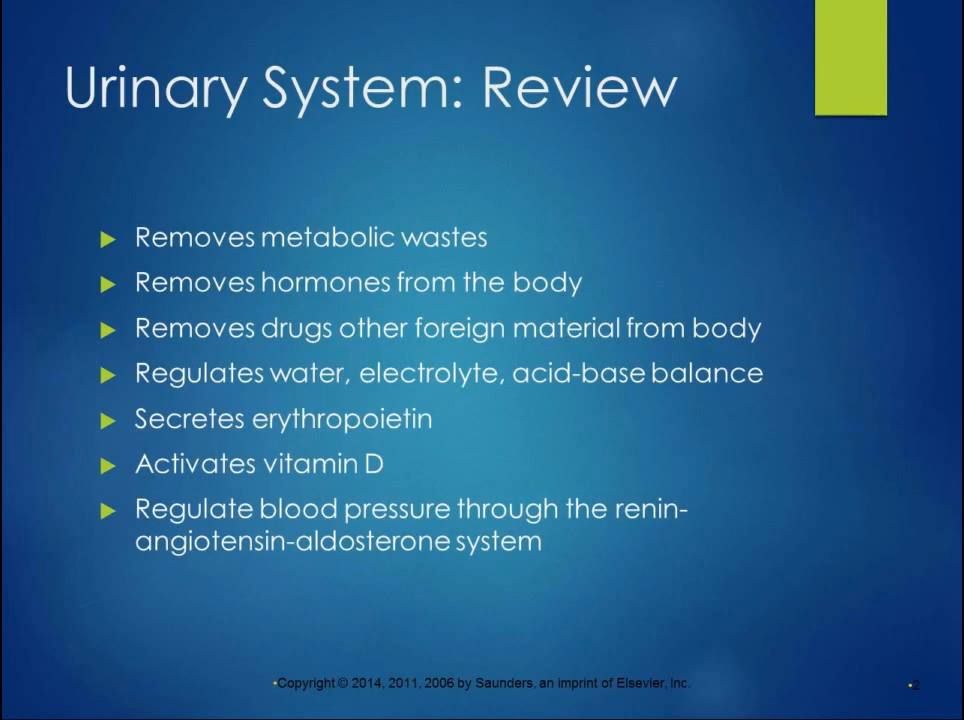 Urinary System: Review
Removes metabolic wastes
Removes hormones from the body
Removes drugs other foreign material from body
Regulates water, electrolyte, acid-base balance
Secretes erythropoietin
Activates vitamin D
Regulate blood pressure through the renin-
angiotensin-aldosterone system
•Copyright © 2014, 2011, 2006 by Saunders, an imprint of Elsevier, Inc.
•2